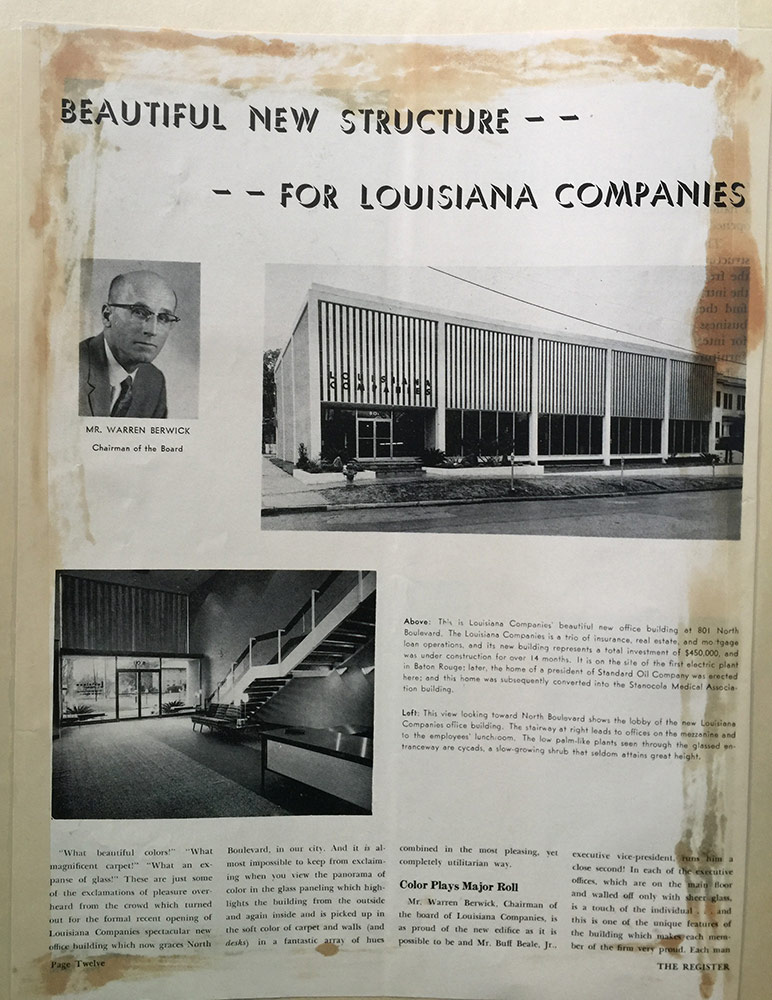 BEAUTIFUL NEW STRUCTURE – –
– – FOR LOUISIANA COMPANIES
LOUISIANA
COMPANIES
MR. WARREN BERWICK
Chairman of the Board
Above: This is Louisiana Companies' beautiful new office building at 801 North
Boulevard. The Louisiana Companies is a trio of insurance, real estate, and mo tgage
loan operations, and its new building represents a total investment of $450,000, and
was under construction for over 14 months. It is on the site of the first electric plant
in Baton Rouge; later, the home of a president of Standard Oil Company was erected
here; and this home was subsequently converted into the Stanocola Medical Associa-
tion building.
Left: This view looking toward North Boulevard shows the lobby of the new Louisiana
Companies office building. The stairway at right leads to offices on the mezzanine and
to the employees' lunchroom. The low palm-like plants seen through the glassed en-
tranceway are cycads, a slow-growing shrub that seldom attains great height.
"What beautiful colors!" "What
magnificent carpet!" "What an ex-
panse of glass!" These are just some
of the exclamations of pleasure over-
heard from the crowd which turned
out for the formal recent opening of
Louisiana Companies spectacular new
office building which now graces North
Boulevard, in our city. And it is al-
most impossible to keep from exclaim-
ing when you view the panorama of
color in the glass paneling which high-
lights the building from the outside
and again inside and is picked up in
the soft color of carpet and walls (and
desks) in a fantastic array of hues
combined in the most pleasing, yet
completely utilitarian way.
Color Plays Major Roll
Mr. Warren Berwick, Chairman of
the board of Louisiana Companies, is
as proud of the new edifice as it is
possible to be and Mr. Buff Beale, Jr.,
executive vice-president, runs him a
close second! In each of the executive
offices, which are on the main floor
and walled off only with sheer glass,
is a touch of the individual . . . and
this is one of the unique features of
the building which makes each mem-
ber of the firm very proud. Each man
Page Twelve
THE REGISTER